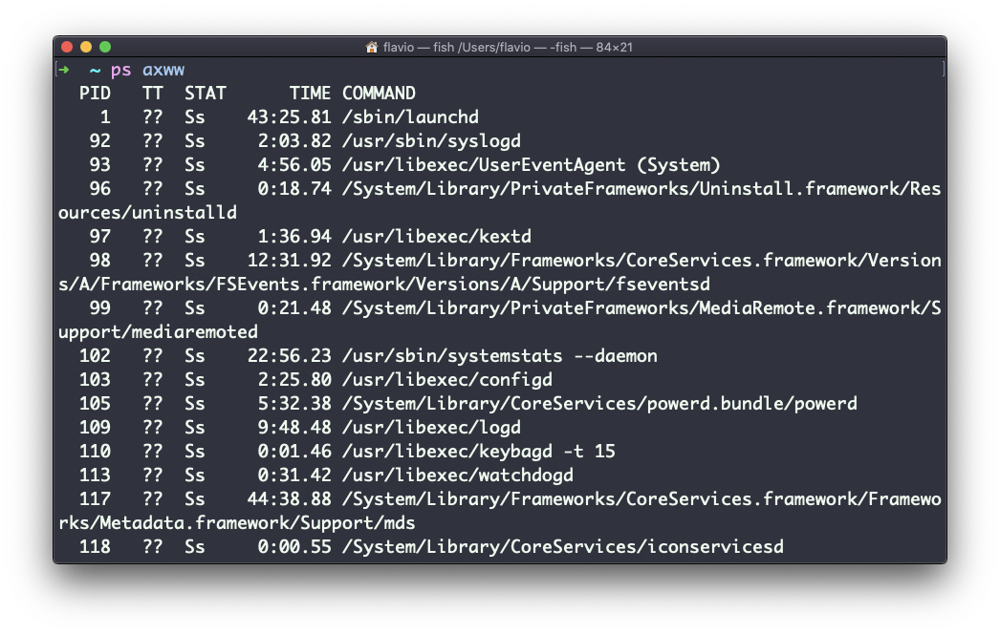 flavio — fish /Users/flavio — -fish — 84×21
➜  ~ ps axww
  PID   TT  STAT      TIME COMMAND
    1   ??  Ss    43:25.81 /sbin/launchd
   92   ??  Ss     2:03.82 /usr/sbin/syslogd
   93   ??  Ss     4:56.05 /usr/libexec/UserEventAgent (System)
   96   ??  Ss     0:18.74 /System/Library/PrivateFrameworks/Uninstall.framework/Res
ources/uninstalld
   97   ??  Ss     1:36.94 /usr/libexec/kextd
   98   ??  Ss    12:31.92 /System/Library/Frameworks/CoreServices.framework/Version
s/A/Frameworks/FSEvents.framework/Versions/A/Support/fseventsd
   99   ??  Ss     0:21.48 /System/Library/PrivateFrameworks/MediaRemote.framework/S
upport/mediaremoted
  102   ??  Ss    22:56.23 /usr/sbin/systemstats --daemon
  103   ??  Ss     2:25.80 /usr/libexec/configd
  105   ??  Ss     5:32.38 /System/Library/CoreServices/powerd.bundle/powerd
  109   ??  Ss     9:48.48 /usr/libexec/logd
  110   ??  Ss     0:01.46 /usr/libexec/keybagd -t 15
  113   ??  Ss     0:31.42 /usr/libexec/watchdogd
  117   ??  Ss    44:38.88 /System/Library/Frameworks/CoreServices.framework/Framewo
rks/Metadata.framework/Support/mds
  118   ??  Ss     0:00.55 /System/Library/CoreServices/iconservicesd